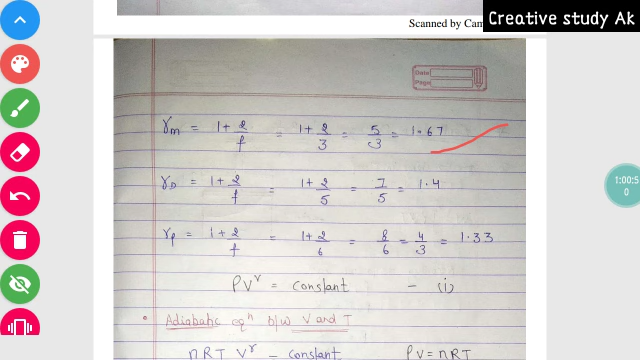 Creative study Ak
Scanned by Cam
Date
Page
γm = 1+ 2/f = 1+ 2/3 = 5/3 = 1.67
γD = 1+ 2/f = 1+ 2/5 = 7/5 = 1.4
γp = 1+ 2/f = 1+ 2/6 = 8/6 = 4/3 = 1.33
PV^γ = constant - (i)
• Adiabatic eqⁿ b/w V and T
nRT V^γ = constant PV = nRT
1:00:50